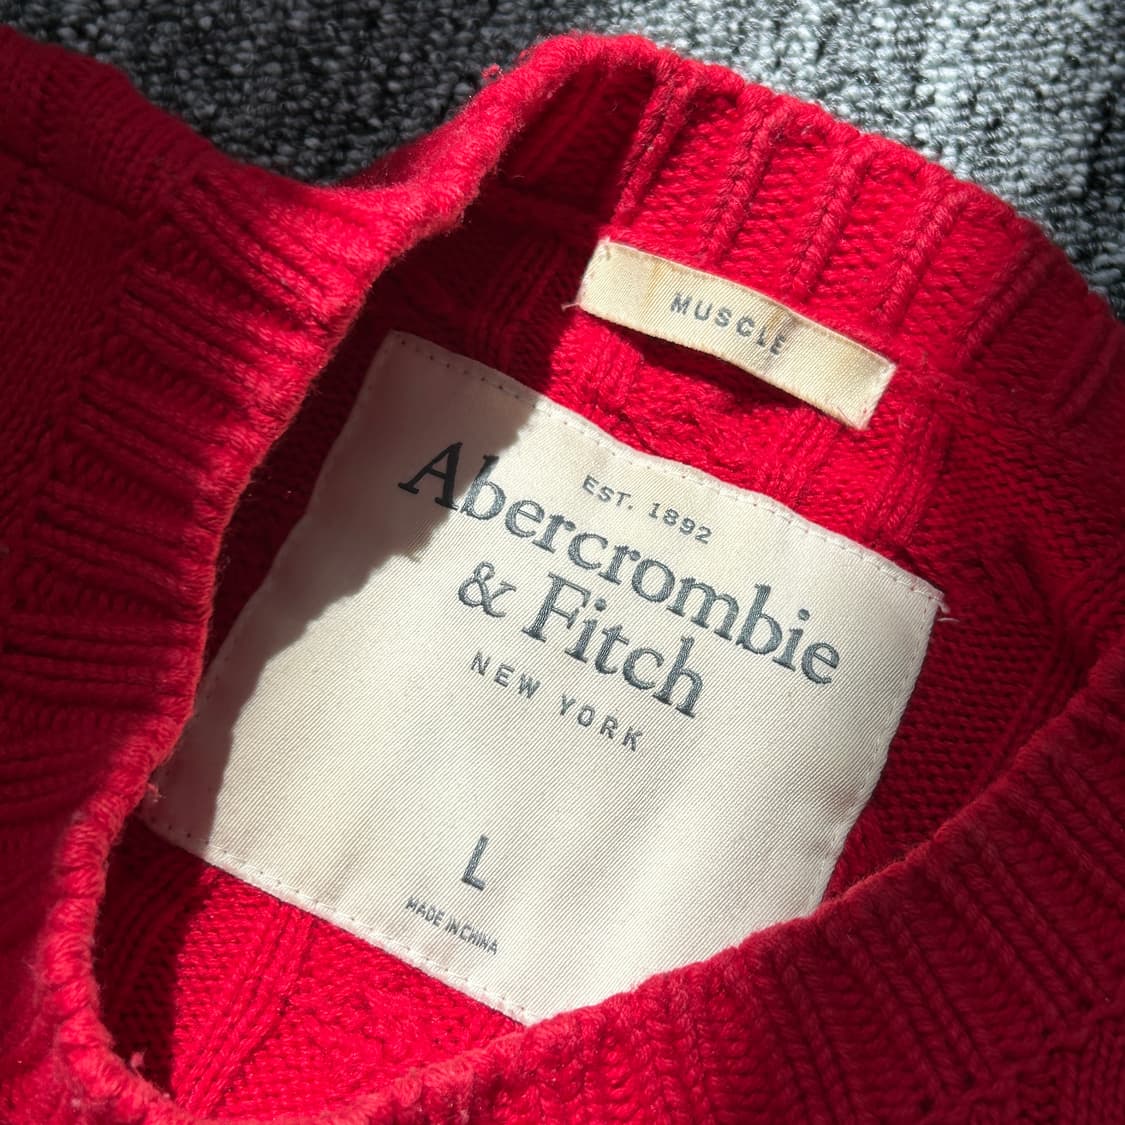 MUSCLE
EST. 1892
Abercrombie
& Fitch
NEW YORK
L
MADE IN CHINA